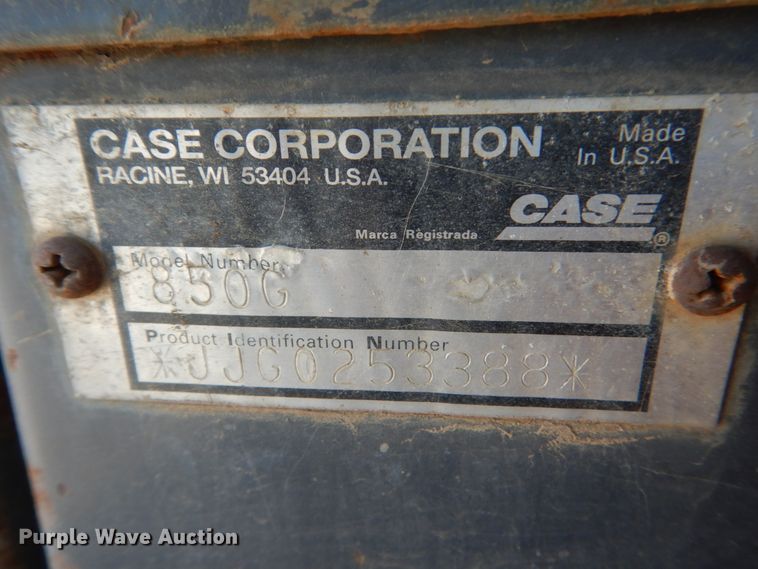 CASE CORPORATION
RACINE, WI 53404 U.S.A.
Made
In U.S.A.
CASE
Marca Registrada
®
Model Number
850G
Product Identification Number
*JJG0253388*
Purple Wave Auction